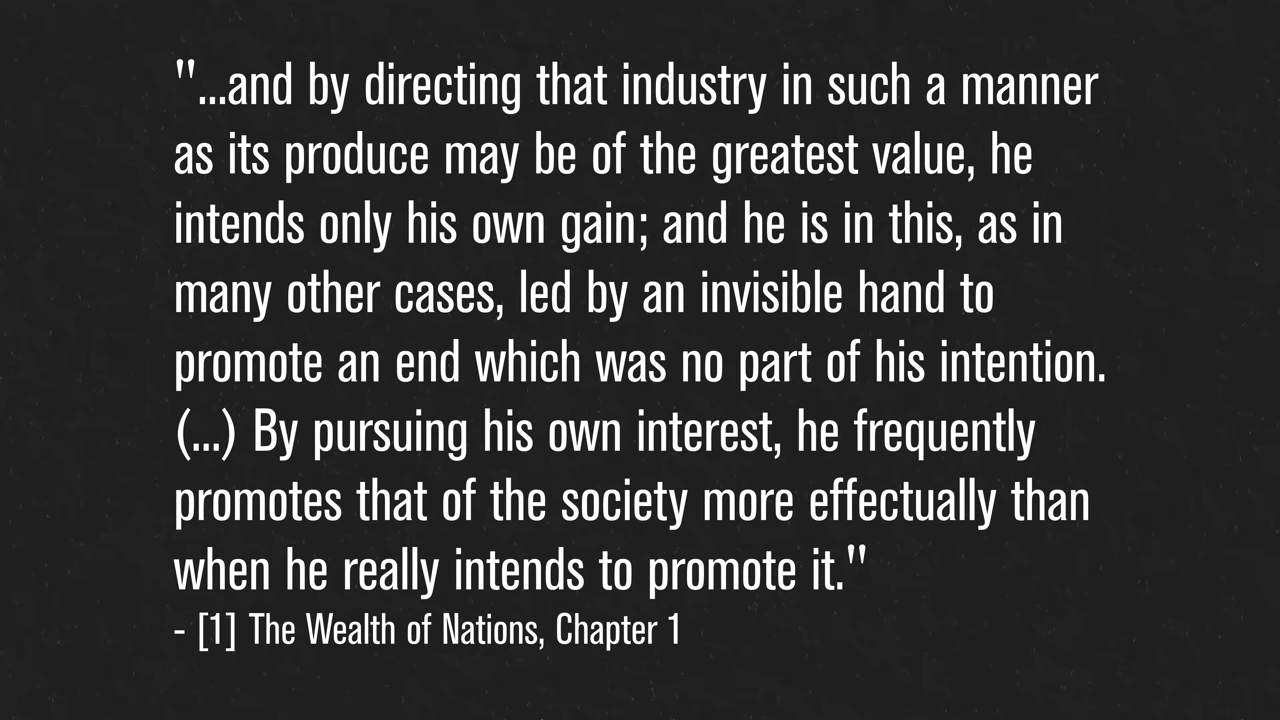 "...and by directing that industry in such a manner
as its produce may be of the greatest value, he
intends only his own gain; and he is in this, as in
many other cases, led by an invisible hand to
promote an end which was no part of his intention.
(...) By pursuing his own interest, he frequently
promotes that of the society more effectually than
when he really intends to promote it."
- [1] The Wealth of Nations, Chapter 1